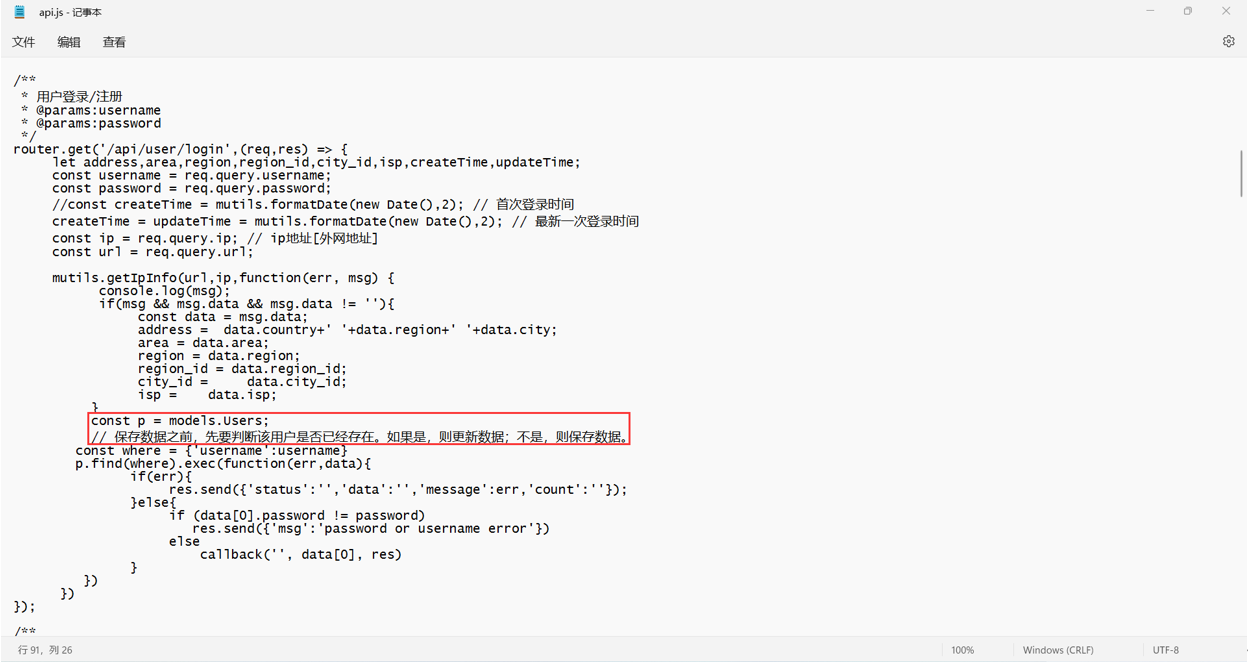 api.js - 记事本
文件 编辑 查看
/**
 * 用户登录/注册
 * @params:username
 * @params:password
 */
router.get('/api/user/login',(req,res) => {
     let address,area,region,region_id,city_id,isp,createTime,updateTime;
     const username = req.query.username;
     const password = req.query.password;
     //const createTime = mutils.formatDate(new Date(),2); // 首次登录时间
     createTime = updateTime = mutils.formatDate(new Date(),2); // 最新一次登录时间
     const ip = req.query.ip; // ip地址[外网地址]
     const url = req.query.url;
     mutils.getIpInfo(url,ip,function(err, msg) {
           console.log(msg);
           if(msg && msg.data && msg.data != ''){
                const data = msg.data;
                address =  data.country+' '+data.region+' '+data.city;
                area = data.area;
                region = data.region;
                region_id = data.region_id;
                city_id =     data.city_id;
                isp =    data.isp;
          }
          const p = models.Users;
          // 保存数据之前，先要判断该用户是否已经存在。如果是，则更新数据；不是，则保存数据。
        const where = {'username':username}
        p.find(where).exec(function(err,data){
               if(err){
                    res.send({'status':'','data':'','message':err,'count':''});
               }else{
                    if (data[0].password != password)
                       res.send({'msg':'password or username error'})
                    else
                        callback('', data[0], res)
               }
         })
      })
});
/**
行 91，列 26 100% Windows (CRLF) UTF-8